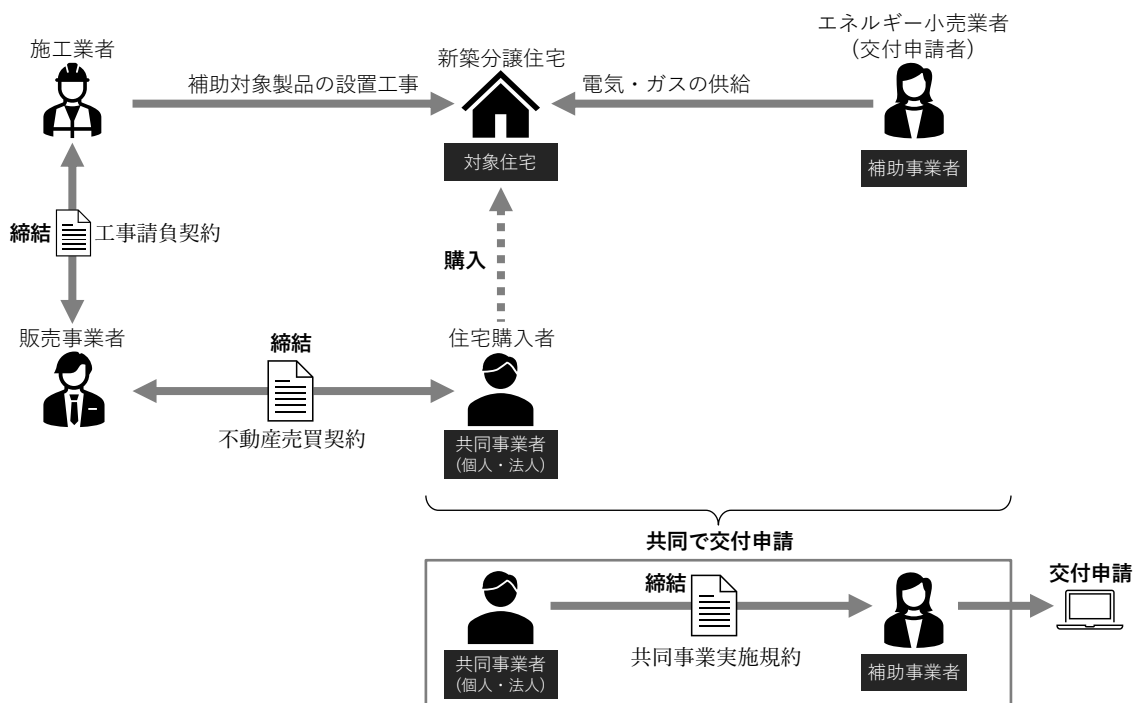 エネルギー小売業者
(交付申請者)
施工業者
新築分譲住宅
補助対象製品の設置工事
電気・ガスの供給
対象住宅
補助事業者
締結
工事請負契約
購入
販売事業者
住宅購入者
締結
不動産売買契約
共同事業者
(個人・法人)
共同で交付申請
交付申請
締結
共同事業実施規約
共同事業者
(個人・法人)
補助事業者